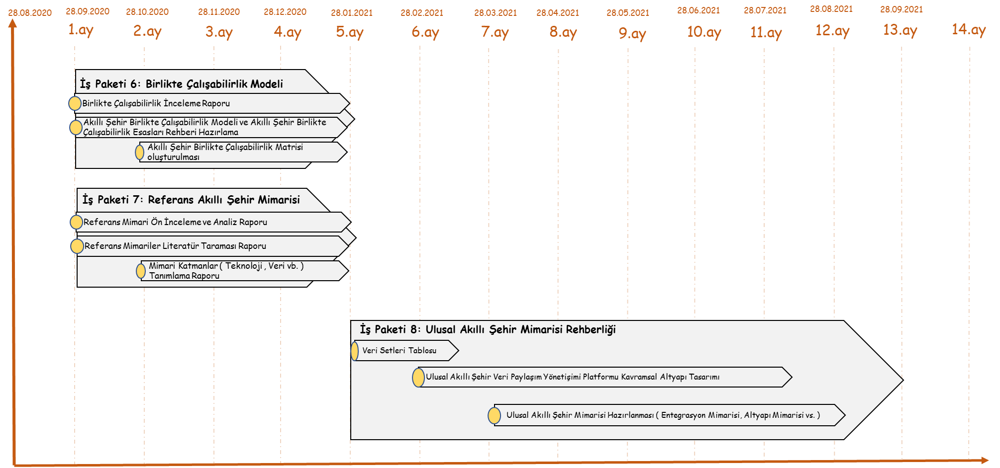 28.08.2020 28.09.2020 28.10.2020 28.11.2020 28.12.2020 28.01.2021 28.02.2021 28.03.2021 28.04.2021 28.05.2021 28.06.2021 28.07.2021 28.08.2021 28.09.2021
1.ay 2.ay 3.ay 4.ay 5.ay 6.ay 7.ay 8.ay 9.ay 10.ay 11.ay 12.ay 13.ay 14.ay
İş Paketi 6: Birlikte Çalışabilirlik Modeli
Birlikte Çalışabilirlik İnceleme Raporu
Akıllı Şehir Birlikte Çalışabilirlik Modeli ve Akıllı Şehir Birlikte
Çalışabilirlik Esasları Rehberi Hazırlama
Akıllı Şehir Birlikte Çalışabilirlik Matrisi
oluşturulması
İş Paketi 7: Referans Akıllı Şehir Mimarisi
Referans Mimari Ön İnceleme ve Analiz Raporu
Referans Mimariler Literatür Taraması Raporu
Mimari Katmanlar ( Teknoloji , Veri vb. )
Tanımlama Raporu
İş Paketi 8: Ulusal Akıllı Şehir Mimarisi Rehberliği
Veri Setleri Tablosu
Ulusal Akıllı Şehir Veri Paylaşım Yönetişimi Platformu Kavramsal Altyapı Tasarımı
Ulusal Akıllı Şehir Mimarisi Hazırlanması ( Entegrasyon Mimarisi, Altyapı Mimarisi vs. )